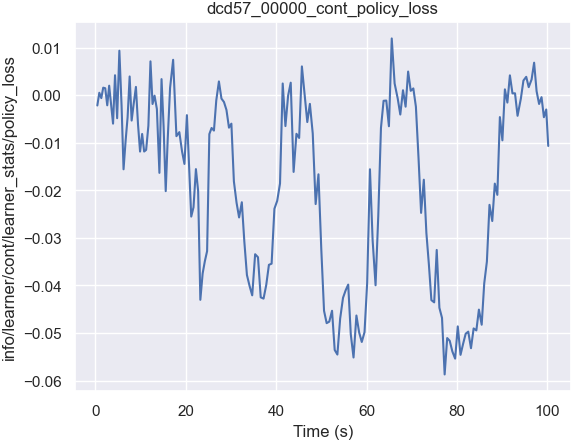 dcd57_00000_cont_policy_loss
info/learner/cont/learner_stats/policy_loss
0.01
0.00
−0.01
−0.02
−0.03
−0.04
−0.05
−0.06
0 20 40 60 80 100
Time (s)